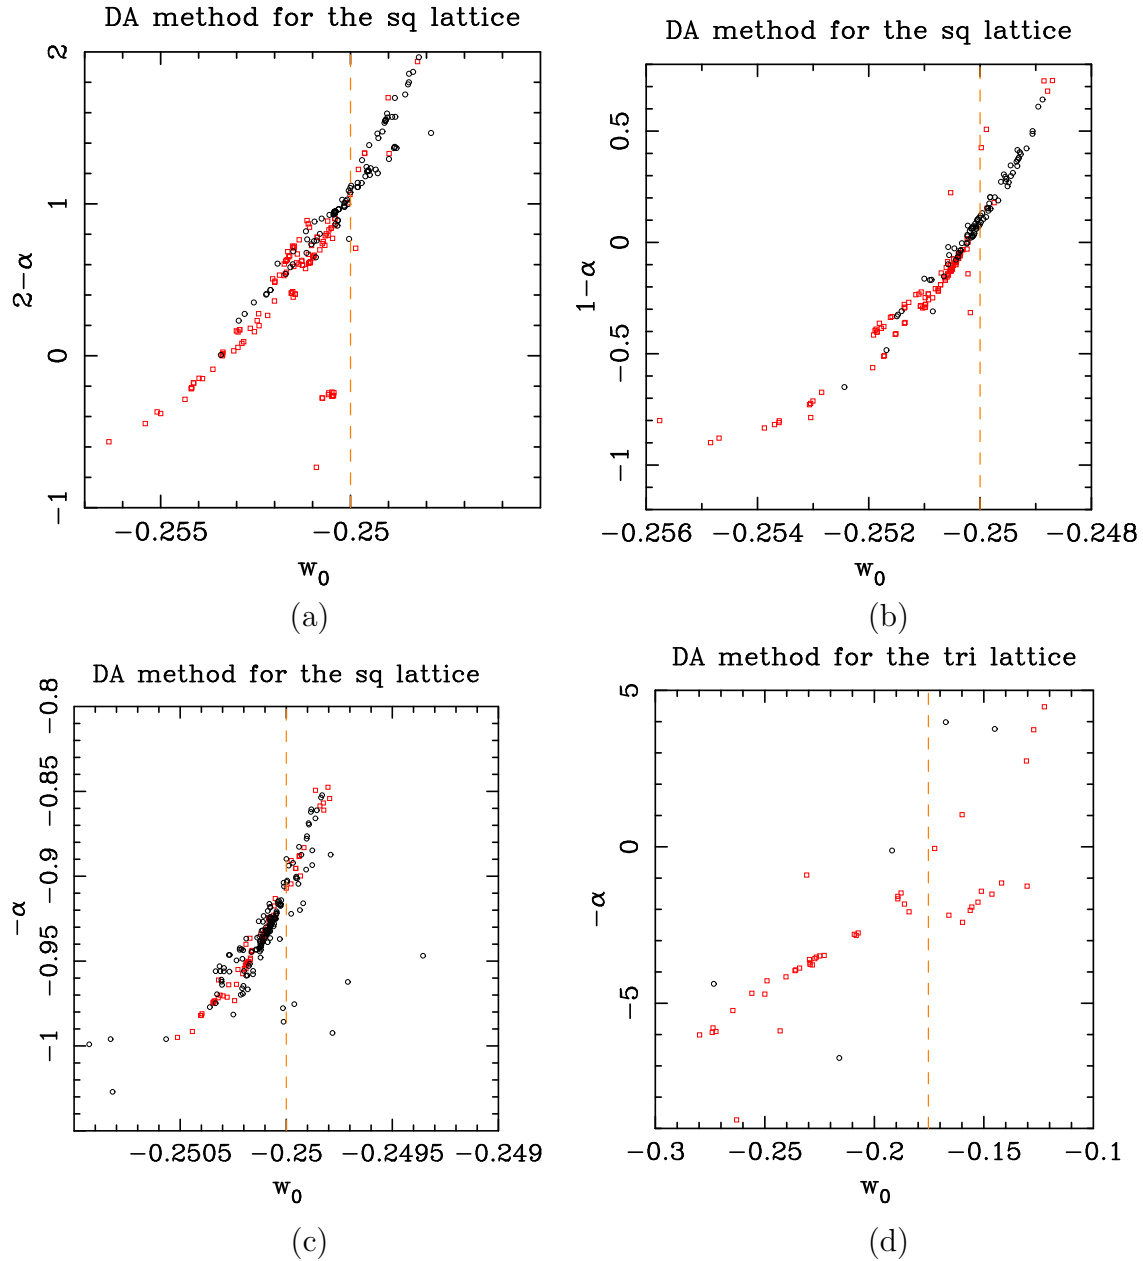 DA method for the sq lattice
2
1
0
−1
2−α
−0.255
−0.25
w0
(a)
DA method for the sq lattice
0.5
0
−0.5
−1
1−α
−0.256
−0.254
−0.252
−0.25
−0.248
w0
(b)
DA method for the sq lattice
−0.8
−0.85
−0.9
−0.95
−1
−α
−0.2505
−0.25
−0.2495
−0.249
w0
(c)
DA method for the tri lattice
5
0
−5
−α
−0.3
−0.25
−0.2
−0.15
−0.1
w0
(d)